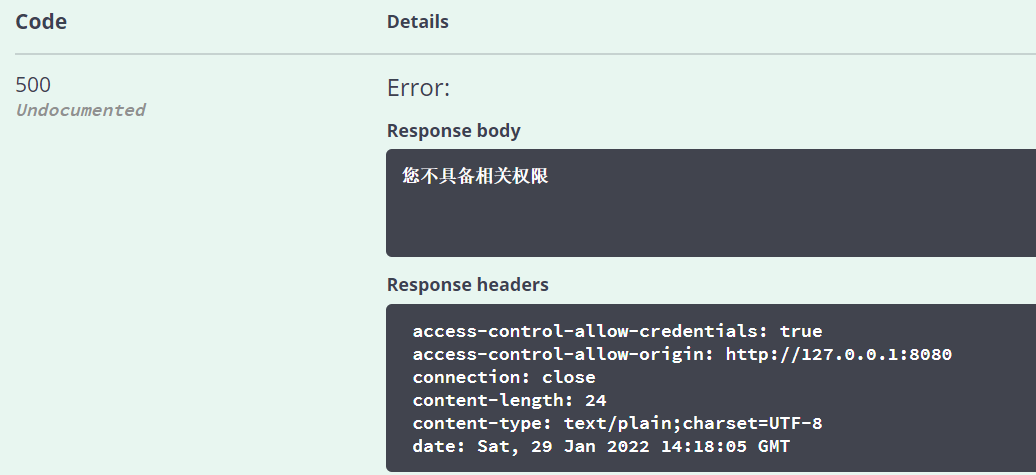 Code Details
500 Error:
Undocumented
Response body
您不具备相关权限
Response headers
access-control-allow-credentials: true
access-control-allow-origin: http://127.0.0.1:8080
connection: close
content-length: 24
content-type: text/plain;charset=UTF-8
date: Sat, 29 Jan 2022 14:18:05 GMT